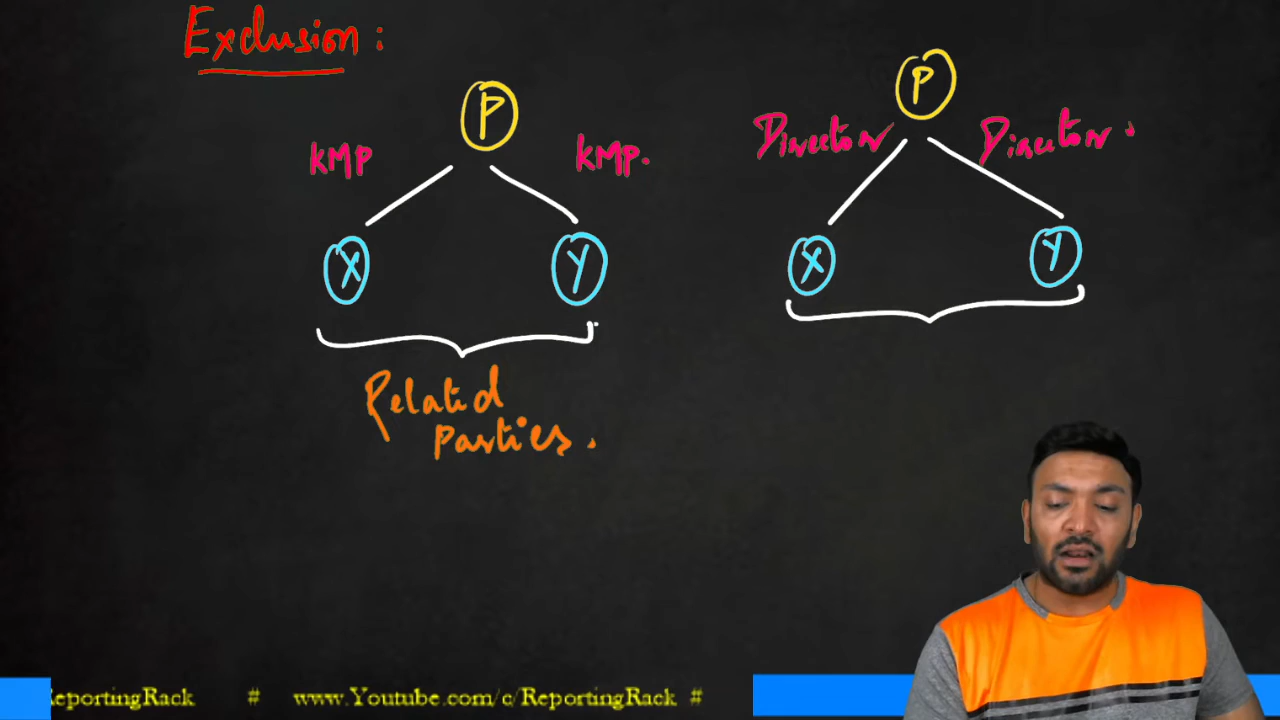 Exclusion:
P
KMP
KMP.
X
Y
Related
Parties.
P
Director
Director.
X
Y
ReportingRack # www.Youtube.com/c/ReportingRack #